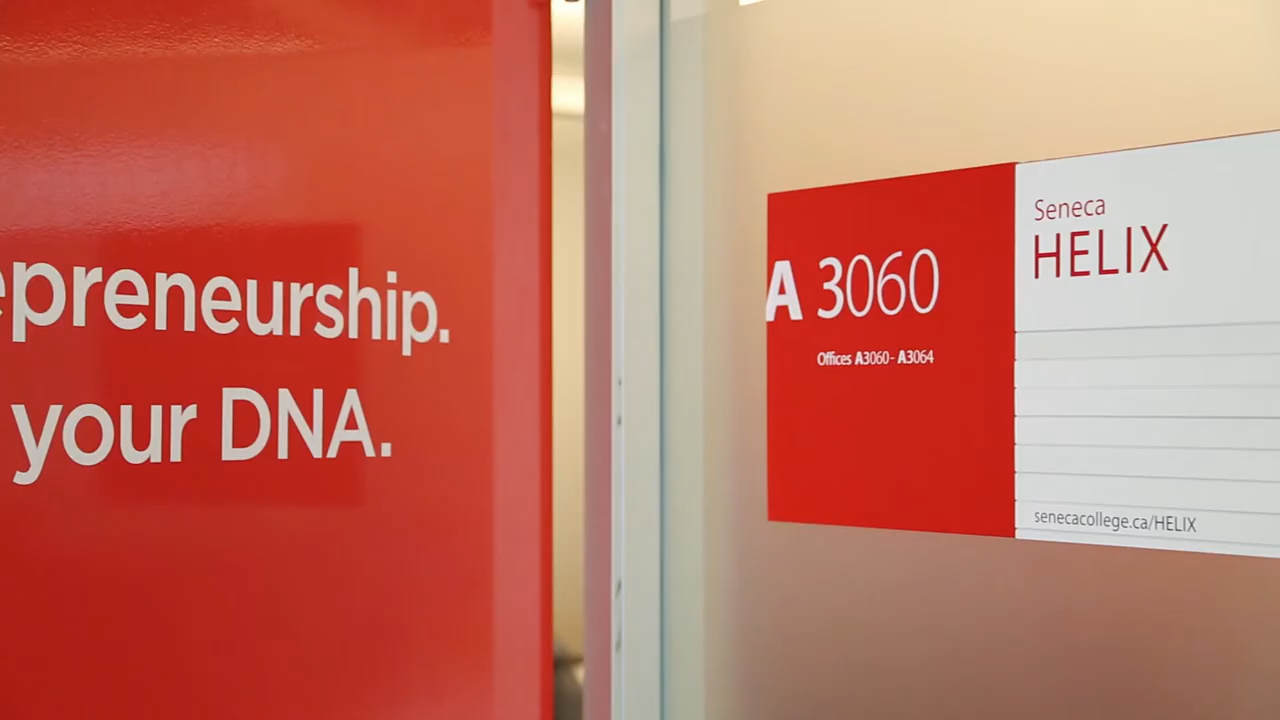 epreneurship.
your DNA.
A 3060
Offices A3060 - A3064
Seneca
HELIX
senecacollege.ca/HELIX